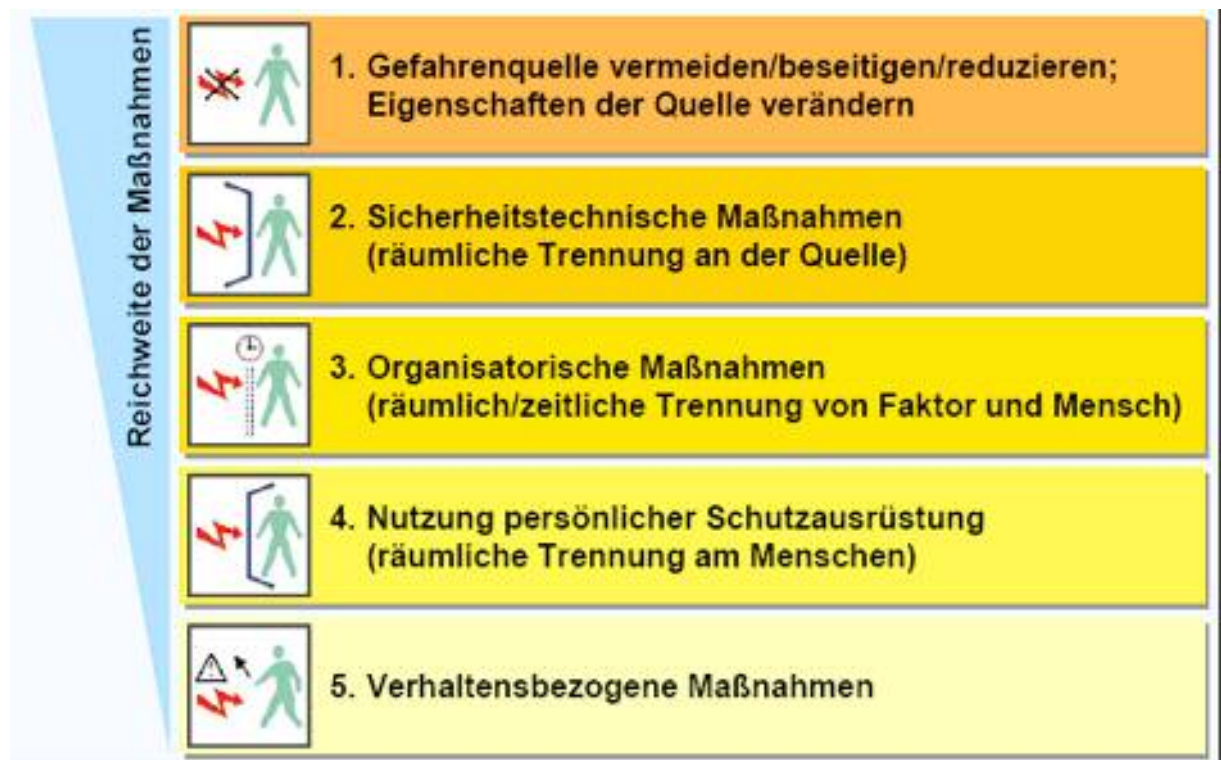 Reichweite der Maßnahmen
1. Gefahrenquelle vermeiden/beseitigen/reduzieren;
Eigenschaften der Quelle verändern
2. Sicherheitstechnische Maßnahmen
(räumliche Trennung an der Quelle)
3. Organisatorische Maßnahmen
(räumlich/zeitliche Trennung von Faktor und Mensch)
4. Nutzung persönlicher Schutzausrüstung
(räumliche Trennung am Menschen)
5. Verhaltensbezogene Maßnahmen